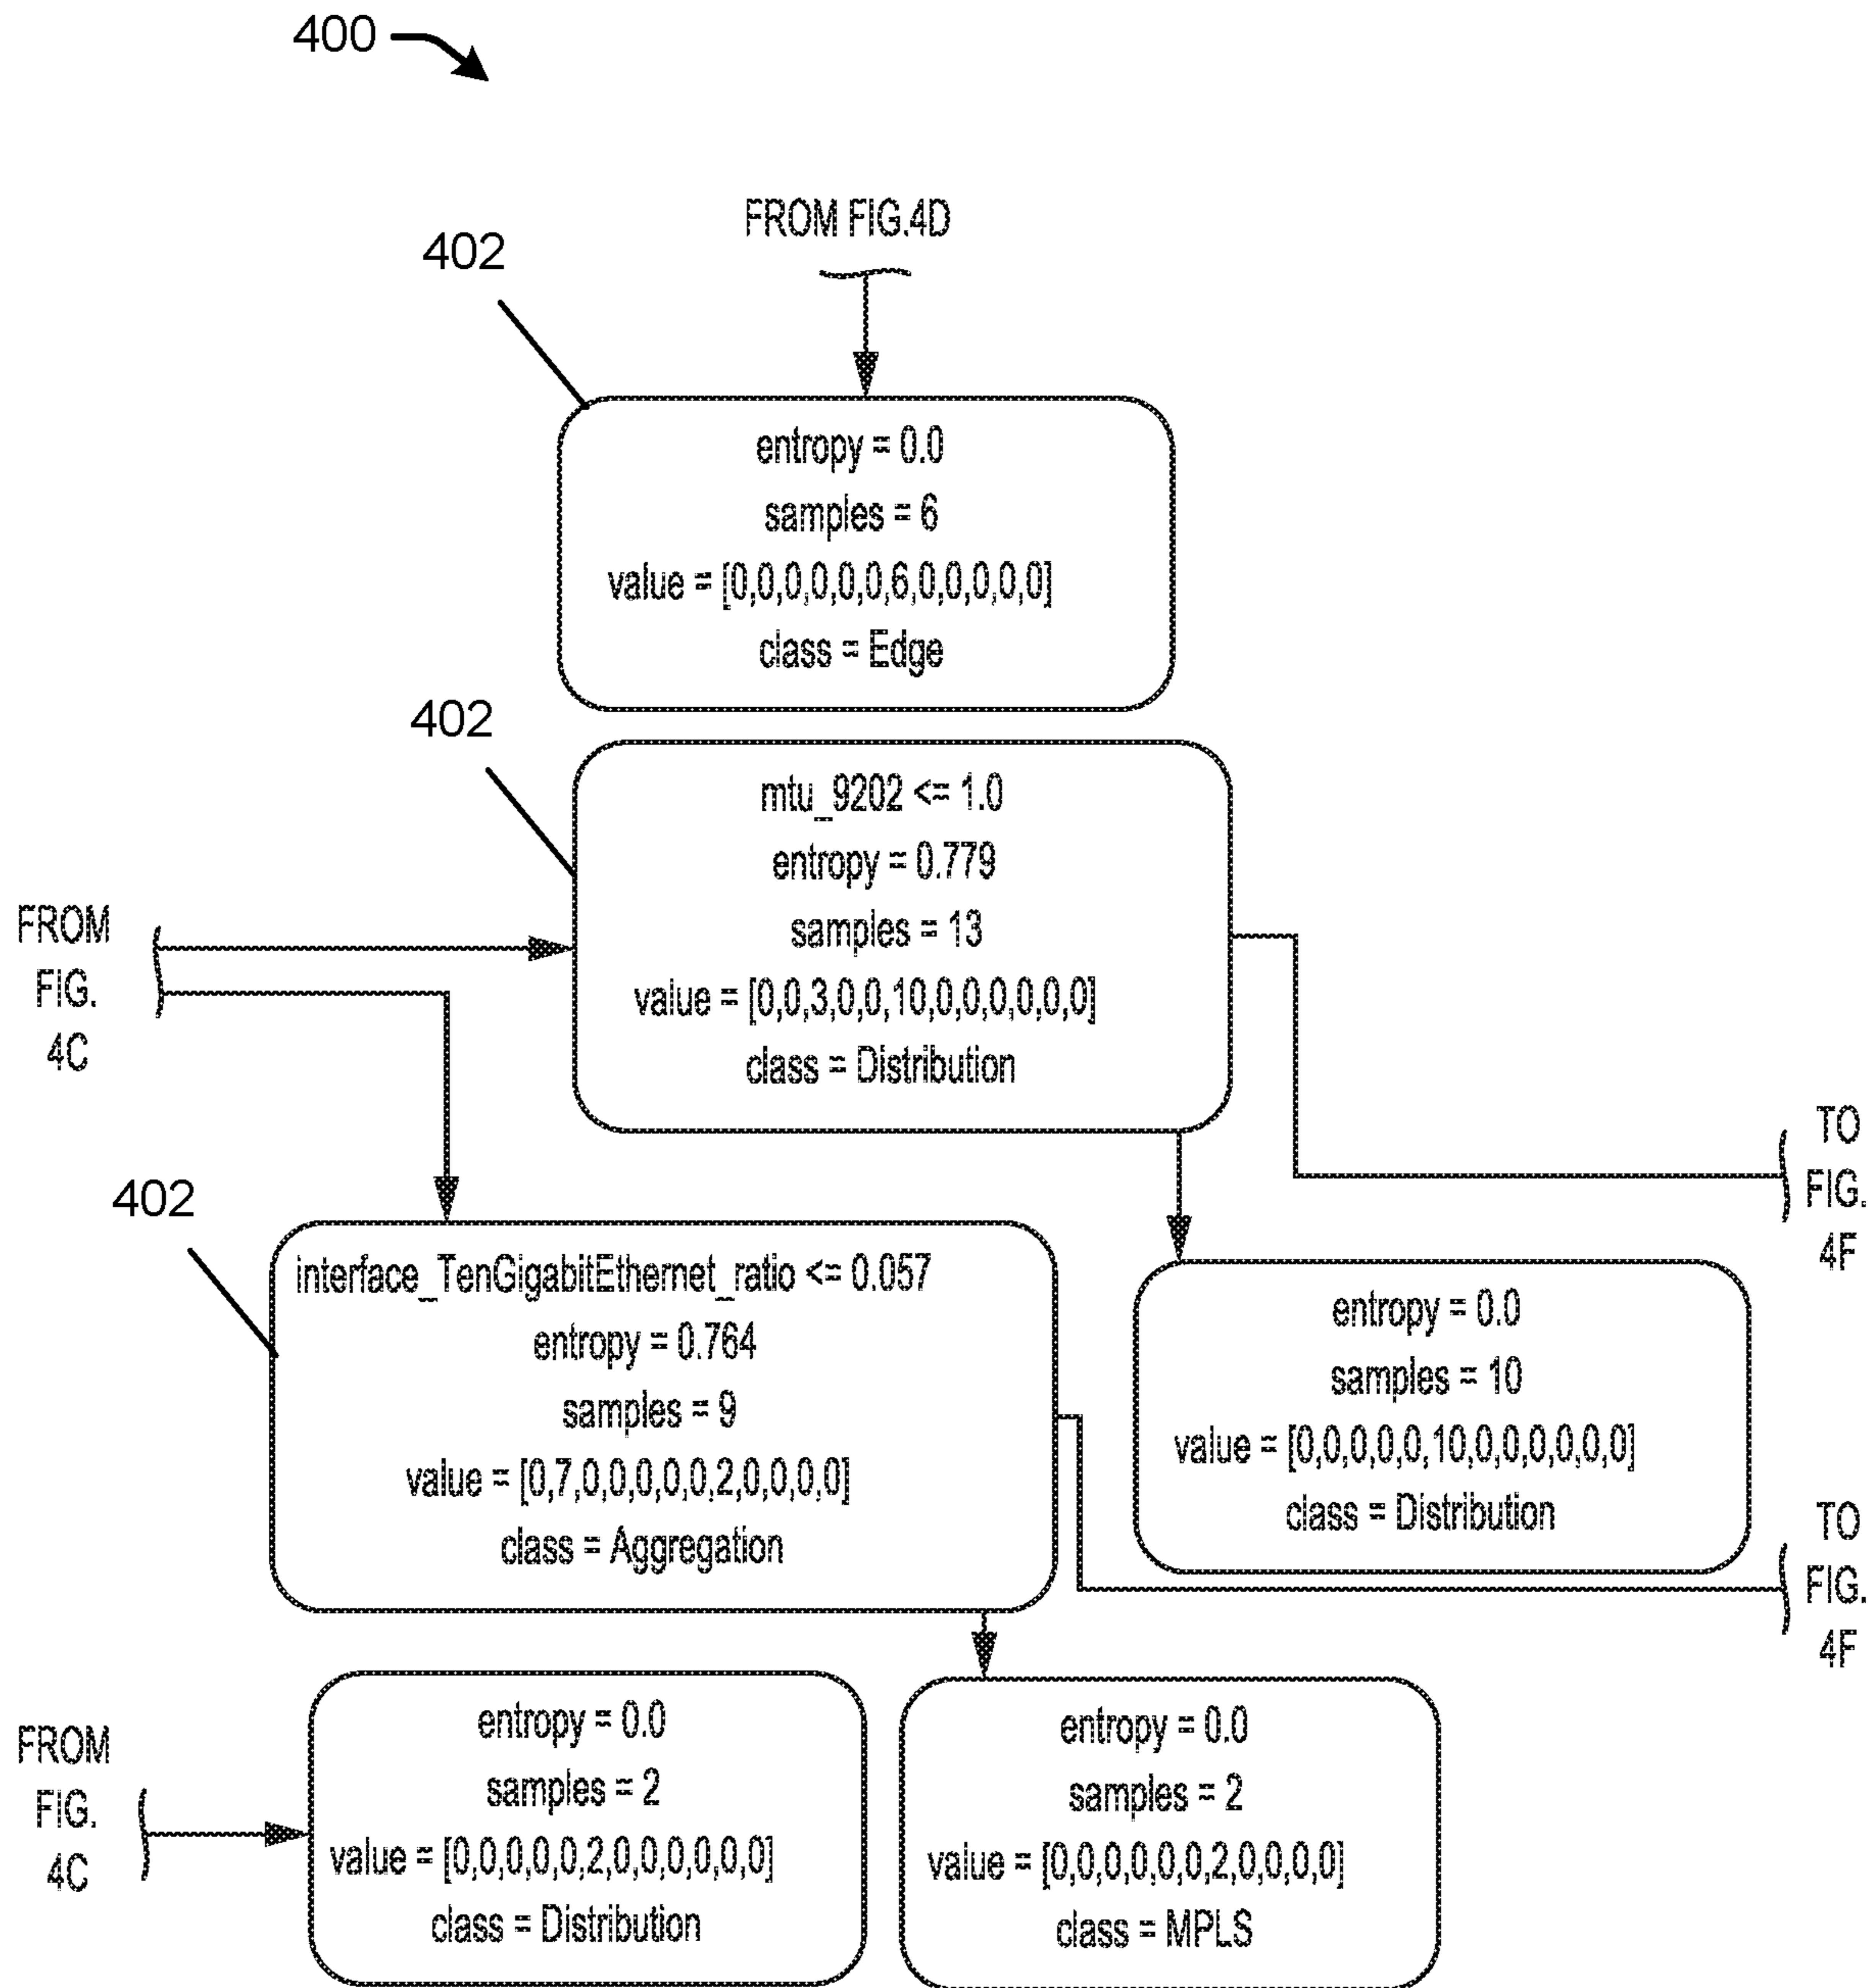 400
FROM FIG.4D
402
entropy = 0.0
samples = 6
value = [0,0,0,0,0,0,6,0,0,0,0,0]
class = Edge
402
mtu_9202 <= 1.0
entropy = 0.779
samples = 13
value = [0,0,3,0,0,10,0,0,0,0,0,0]
class = Distribution
FROM
FIG.
4C
TO
FIG.
4F
402
interface_TenGigabitEthernet_ratio <= 0.057
entropy = 0.764
samples = 9
value = [0,7,0,0,0,0,0,2,0,0,0,0]
class = Aggregation
entropy = 0.0
samples = 10
value = [0,0,0,0,0,10,0,0,0,0,0,0]
class = Distribution
TO
FIG.
4F
FROM
FIG.
4C
entropy = 0.0
samples = 2
value = [0,0,0,0,0,2,0,0,0,0,0,0]
class = Distribution
entropy = 0.0
samples = 2
value = [0,0,0,0,0,0,2,0,0,0,0]
class = MPLS